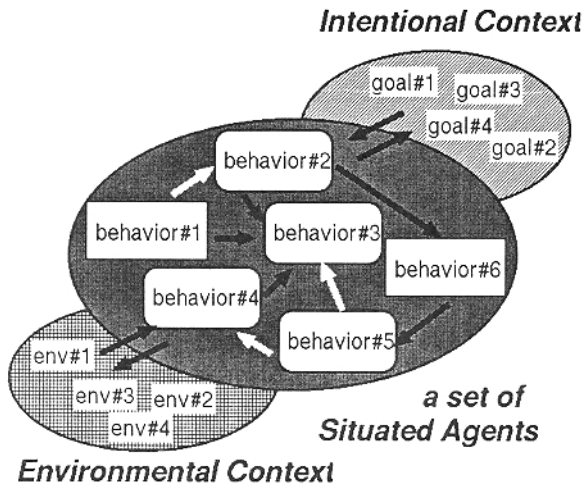 Intentional Context
goal#1
goal#3
goal#4
goal#2
behavior#2
behavior#1
behavior#3
behavior#6
behavior#4
behavior#5
env#1
env#3
env#2
env#4
a set of
Situated Agents
Environmental Context